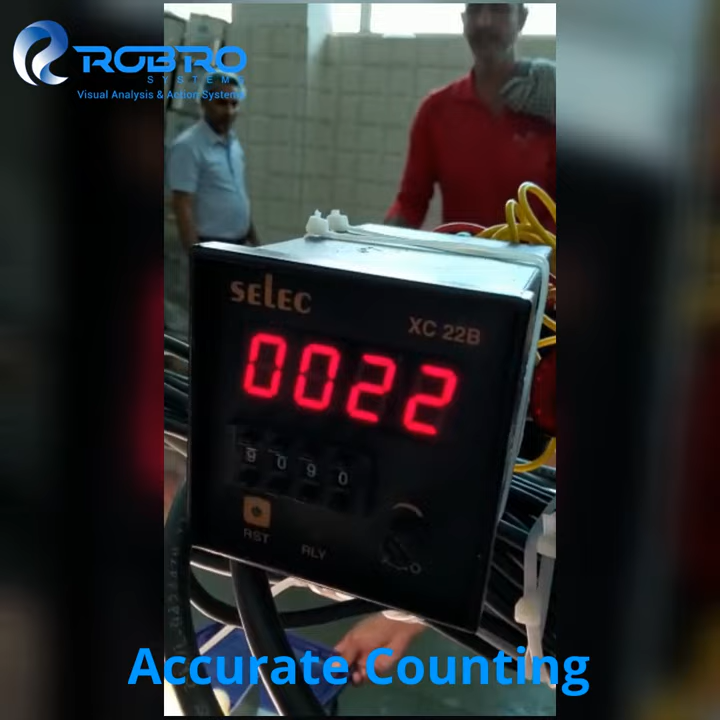 ROBRO
SYSTEMS
Visual Analysis & Action Systems
SELEC
XC 22B
0022
9090
RST
RLY
Accurate Counting